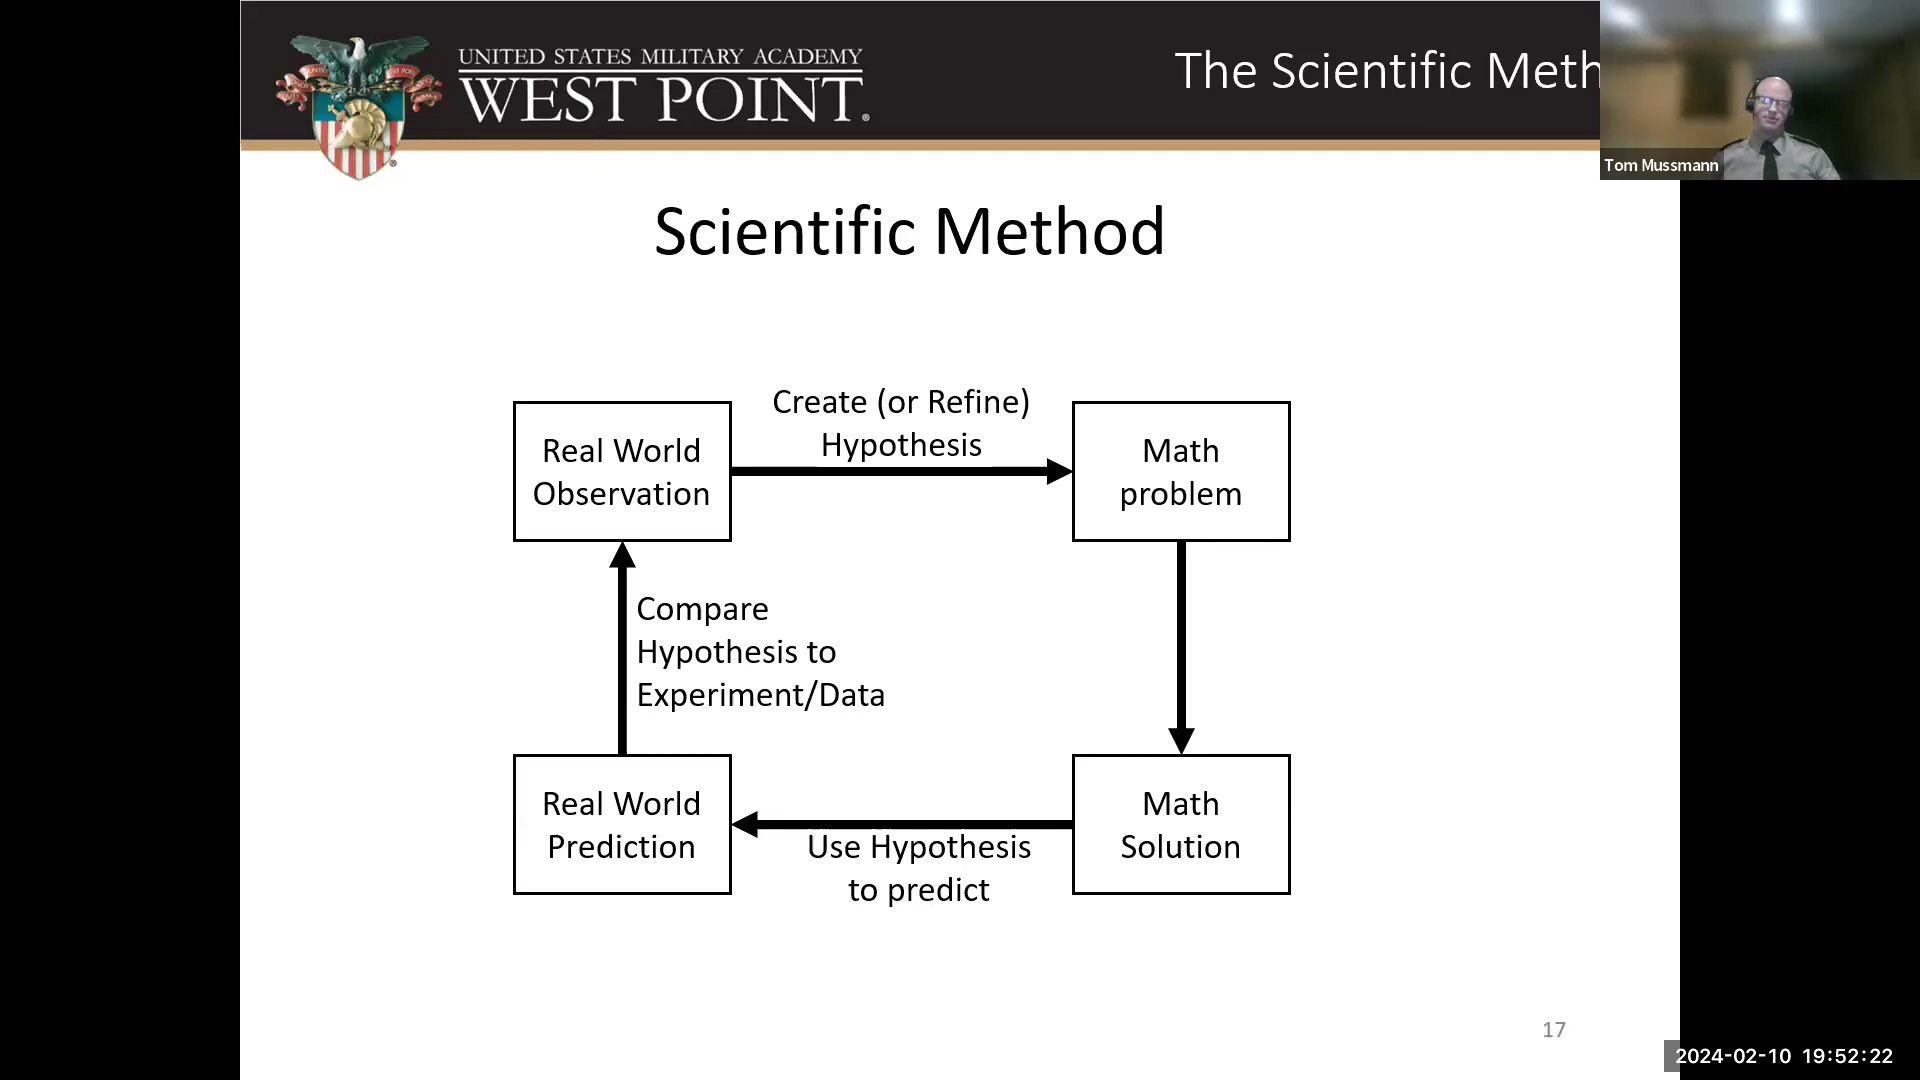 UNITED STATES MILITARY ACADEMY
WEST POINT®
The Scientific Meth
Tom Mussmann
Scientific Method
Create (or Refine)
Hypothesis
Real World
Observation
Math
problem
Compare
Hypothesis to
Experiment/Data
Real World
Prediction
Math
Solution
Use Hypothesis
to predict
17
2024-02-10 19:52:22